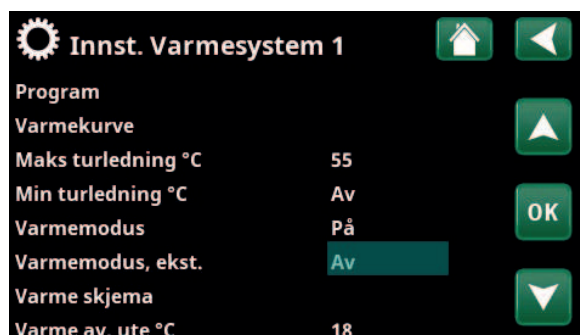 Innst. Varmesystem 1
Program
Varmekurve
Maks turledning °C 55
Min turledning °C Av
Varmemodus På
OK
Varmemodus, ekst. Av
Varme skjema
Varme av, ute °C 18